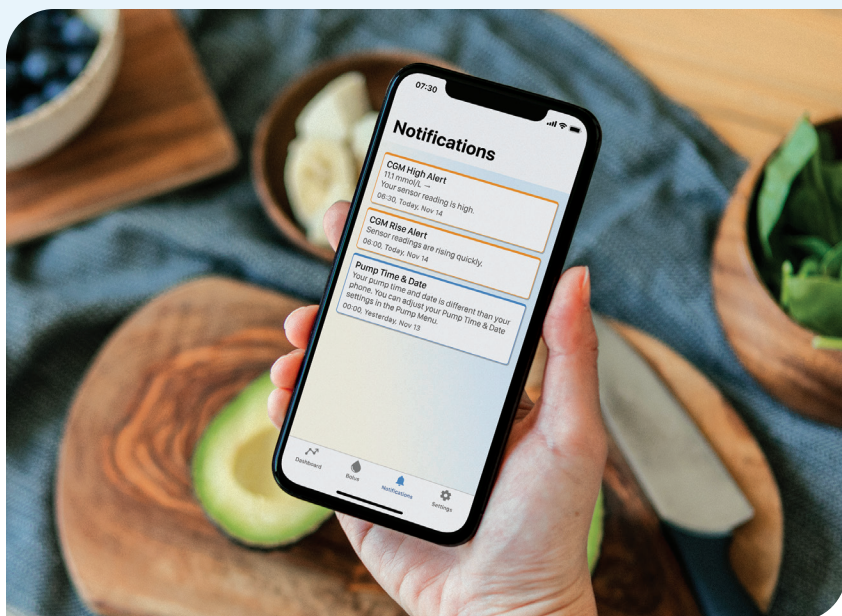 07:30
Notifications
CGM High Alert
11.1 mmol/L →
Your sensor reading is high.
06:30, Today, Nov 14
CGM Rise Alert
Sensor readings are rising quickly.
06:00, Today, Nov 14
Pump Time & Date
Your pump time and date is different than your
phone. You can adjust your Pump Time & Date
settings in the Pump Menu.
00:00, Yesterday, Nov 13
Dashboard
Bolus
Notifications
Settings